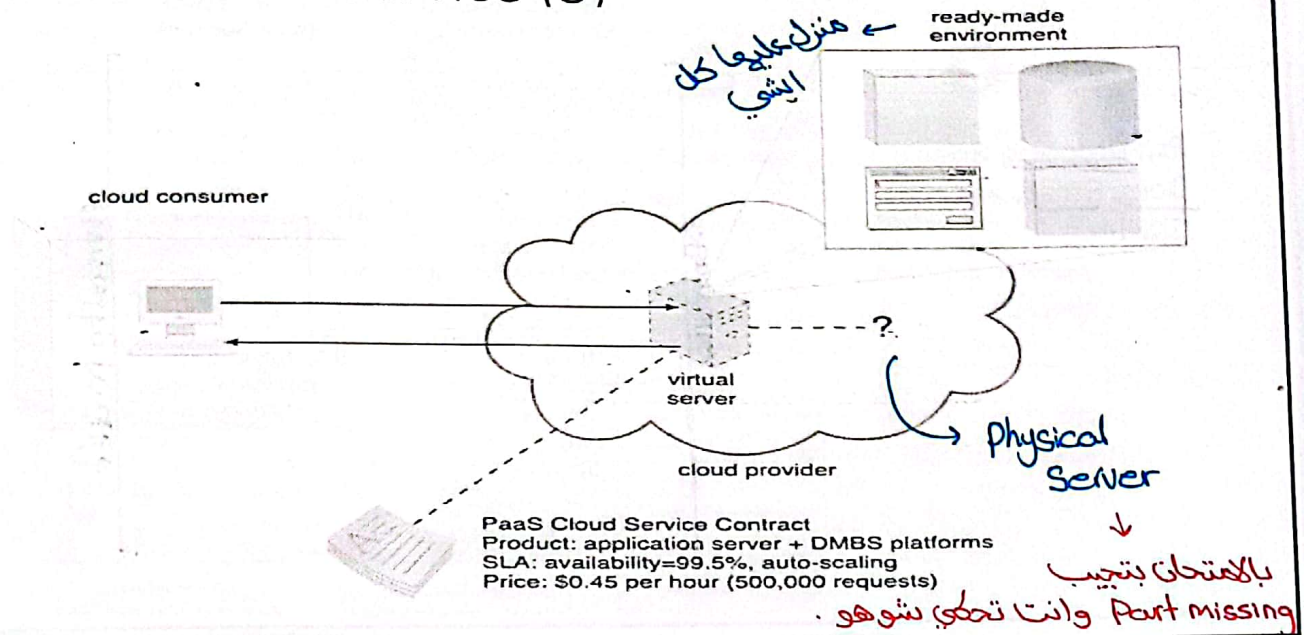 ready-made
environment
← منزل عليها كل
الشي
cloud consumer
?
virtual
server
→ Physical
Server
cloud provider
↓
PaaS Cloud Service Contract
Product: application server + DMBS platforms
SLA: availability=99.5%, auto-scaling
Price: $0.45 per hour (500,000 requests)
بالامتحان بتجيب
Part missing وانت تحكي شو هو .